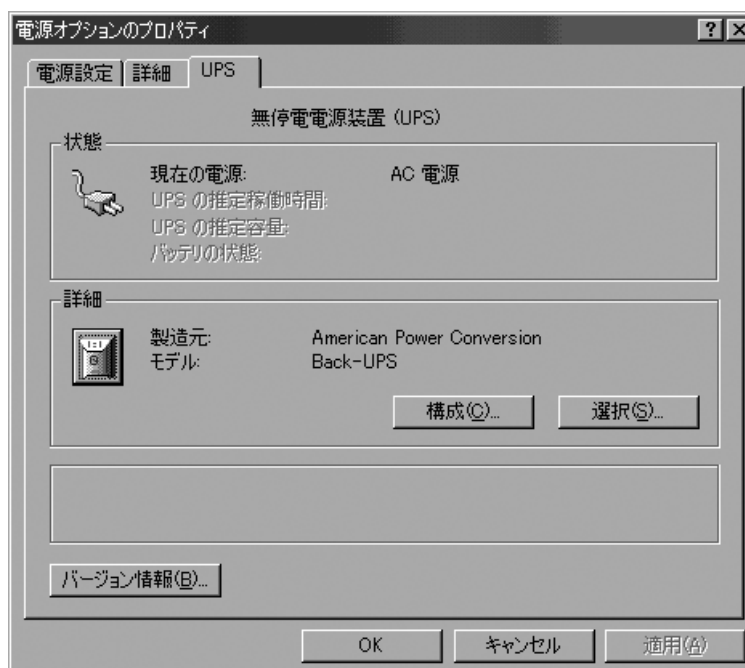 電源オプションのプロパティ
電源設定 詳細 UPS
無停電電源装置 (UPS)
状態
現在の電源: AC 電源
UPS の推定稼働時間:
UPS の推定容量:
バッテリの状態:
詳細
製造元: American Power Conversion
モデル: Back-UPS
構成(C)... 選択(S)...
バージョン情報(B)...
OK キャンセル 適用(A)